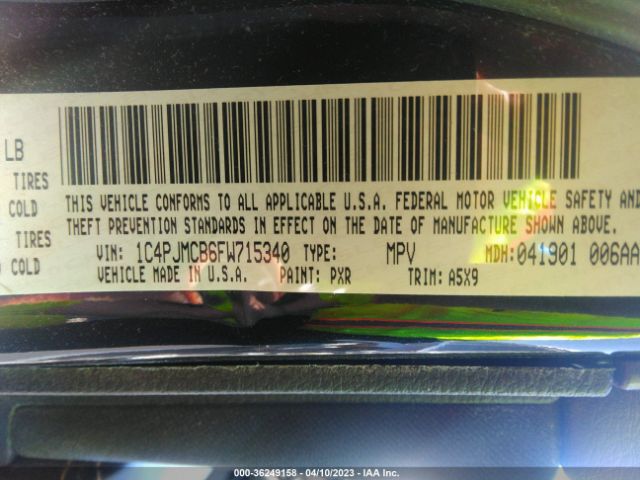 LB
TIRES
COLD
TIRES
COLD
THIS VEHICLE CONFORMS TO ALL APPLICABLE U.S.A. FEDERAL MOTOR VEHICLE SAFETY AND
THEFT PREVENTION STANDARDS IN EFFECT ON THE DATE OF MANUFACTURE SHOWN ABOVE.
VIN: 1C4PJMCB6FW715340 TYPE: MPV MDH: 041901 006AA
VEHICLE MADE IN U.S.A. PAINT: PXR TRIM: A5X9
000-36249158 - 04/10/2023 - IAA Inc.